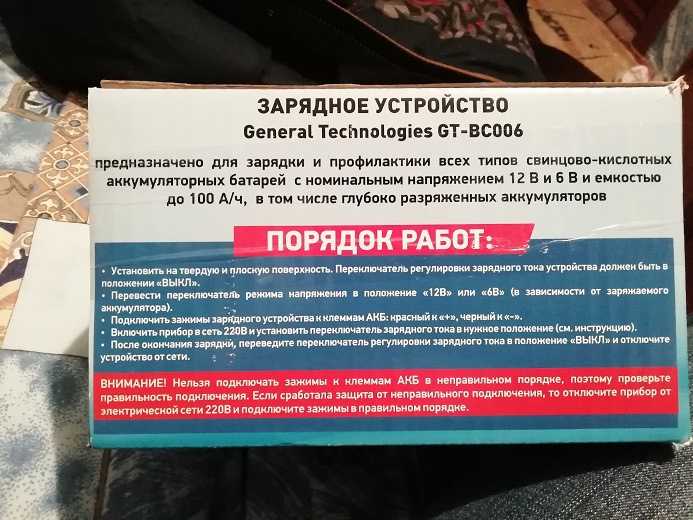 ЗАРЯДНОЕ УСТРОЙСТВО
General Technologies GT-BC006
предназначено для зарядки и профилактики всех типов свинцово-кислотных
аккумуляторных батарей с номинальным напряжением 12 В и 6 В и емкостью
до 100 А/ч, в том числе глубоко разряженных аккумуляторов
ПОРЯДОК РАБОТ:
• Установить на твердую и плоскую поверхность. Переключатель регулировки зарядного тока устройства должен быть в
положении «ВЫКЛ».
• Перевести переключатель режима напряжения в положение «12В» или «6В» (в зависимости от заряжаемого
аккумулятора).
• Подключить зажимы зарядного устройства к клеммам АКБ: красный к «+», черный к «-».
• Включить прибор в сеть 220В и установить переключатель зарядного тока в нужное положение (см. инструкцию).
• После окончания зарядки, переведите переключатель регулировки зарядного тока в положение «ВЫКЛ» и отключите
устройство от сети.
ВНИМАНИЕ! Нельзя подключать зажимы к клеммам АКБ в неправильном порядке, поэтому проверьте
правильность подключения. Если сработала защита от неправильного подключения, то отключите прибор от
электрической сети 220В и подключите зажимы в правильном порядке.